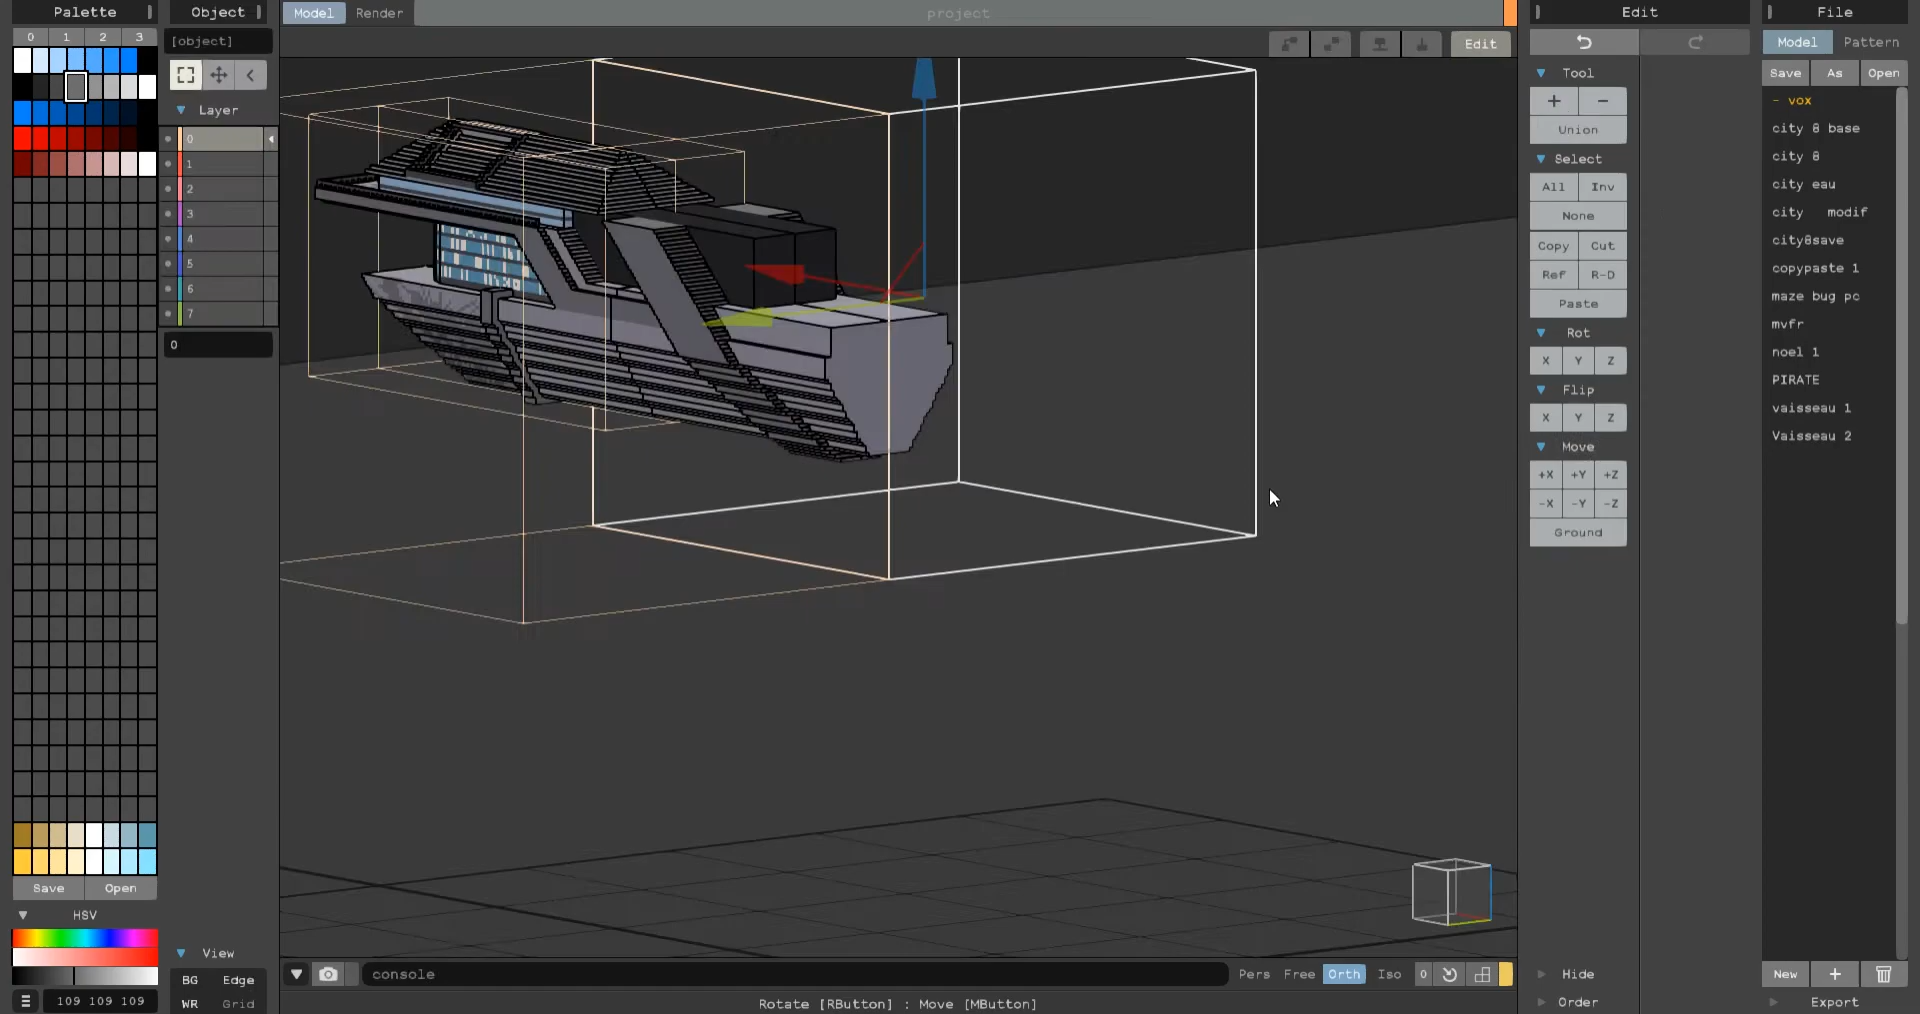 Palette
0 1 2 3
Save Open
HSV
109 109 109
Object
[object]
Layer
0
1
2
3
4
5
6
7
0
View
BG Edge
WR Grid
Model Render project
Edit
console
Pers Free Orth Iso 0
Rotate [RButton] : Move [MButton]
Edit
Tool
+ −
Union
Select
All Inv
None
Copy Cut
Ref R-D
Paste
Rot
X Y Z
Flip
X Y Z
Move
+X +Y +Z
-X -Y -Z
Ground
Hide
Order
File
Model Pattern
Save As Open
- vox
city 8 base
city 8
city eau
city modif
city8save
copypaste 1
maze bug pc
mvfr
noel 1
PIRATE
vaisseau 1
Vaisseau 2
New +
Export